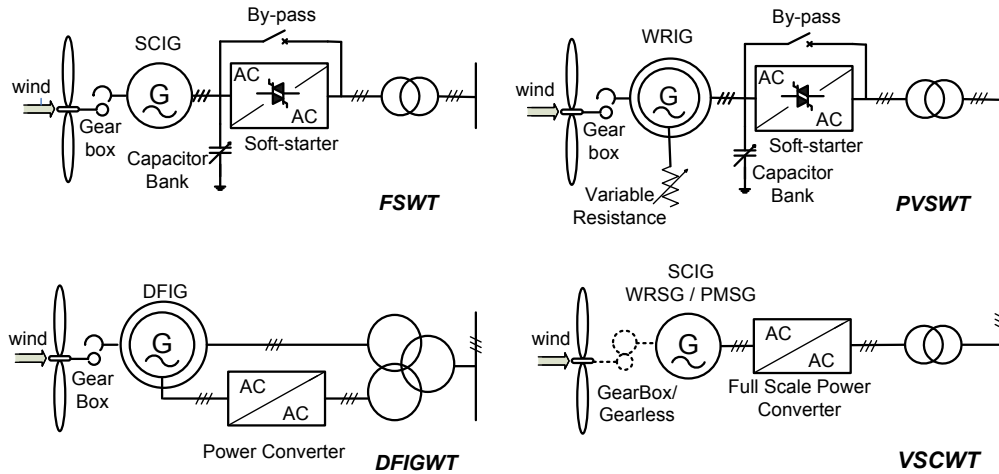 By-pass
SCIG
wind
G
AC
AC
Gear
box
Soft-starter
Capacitor
Bank
FSWT
By-pass
WRIG
wind
G
AC
AC
Gear
box
Soft-starter
Capacitor
Bank
Variable
Resistance
PVSWT
DFIG
wind
G
Gear
Box
AC
AC
Power Converter
DFIGWT
SCIG
WRSG / PMSG
wind
G
AC
AC
GearBox/
Gearless
Full Scale Power
Converter
VSCWT